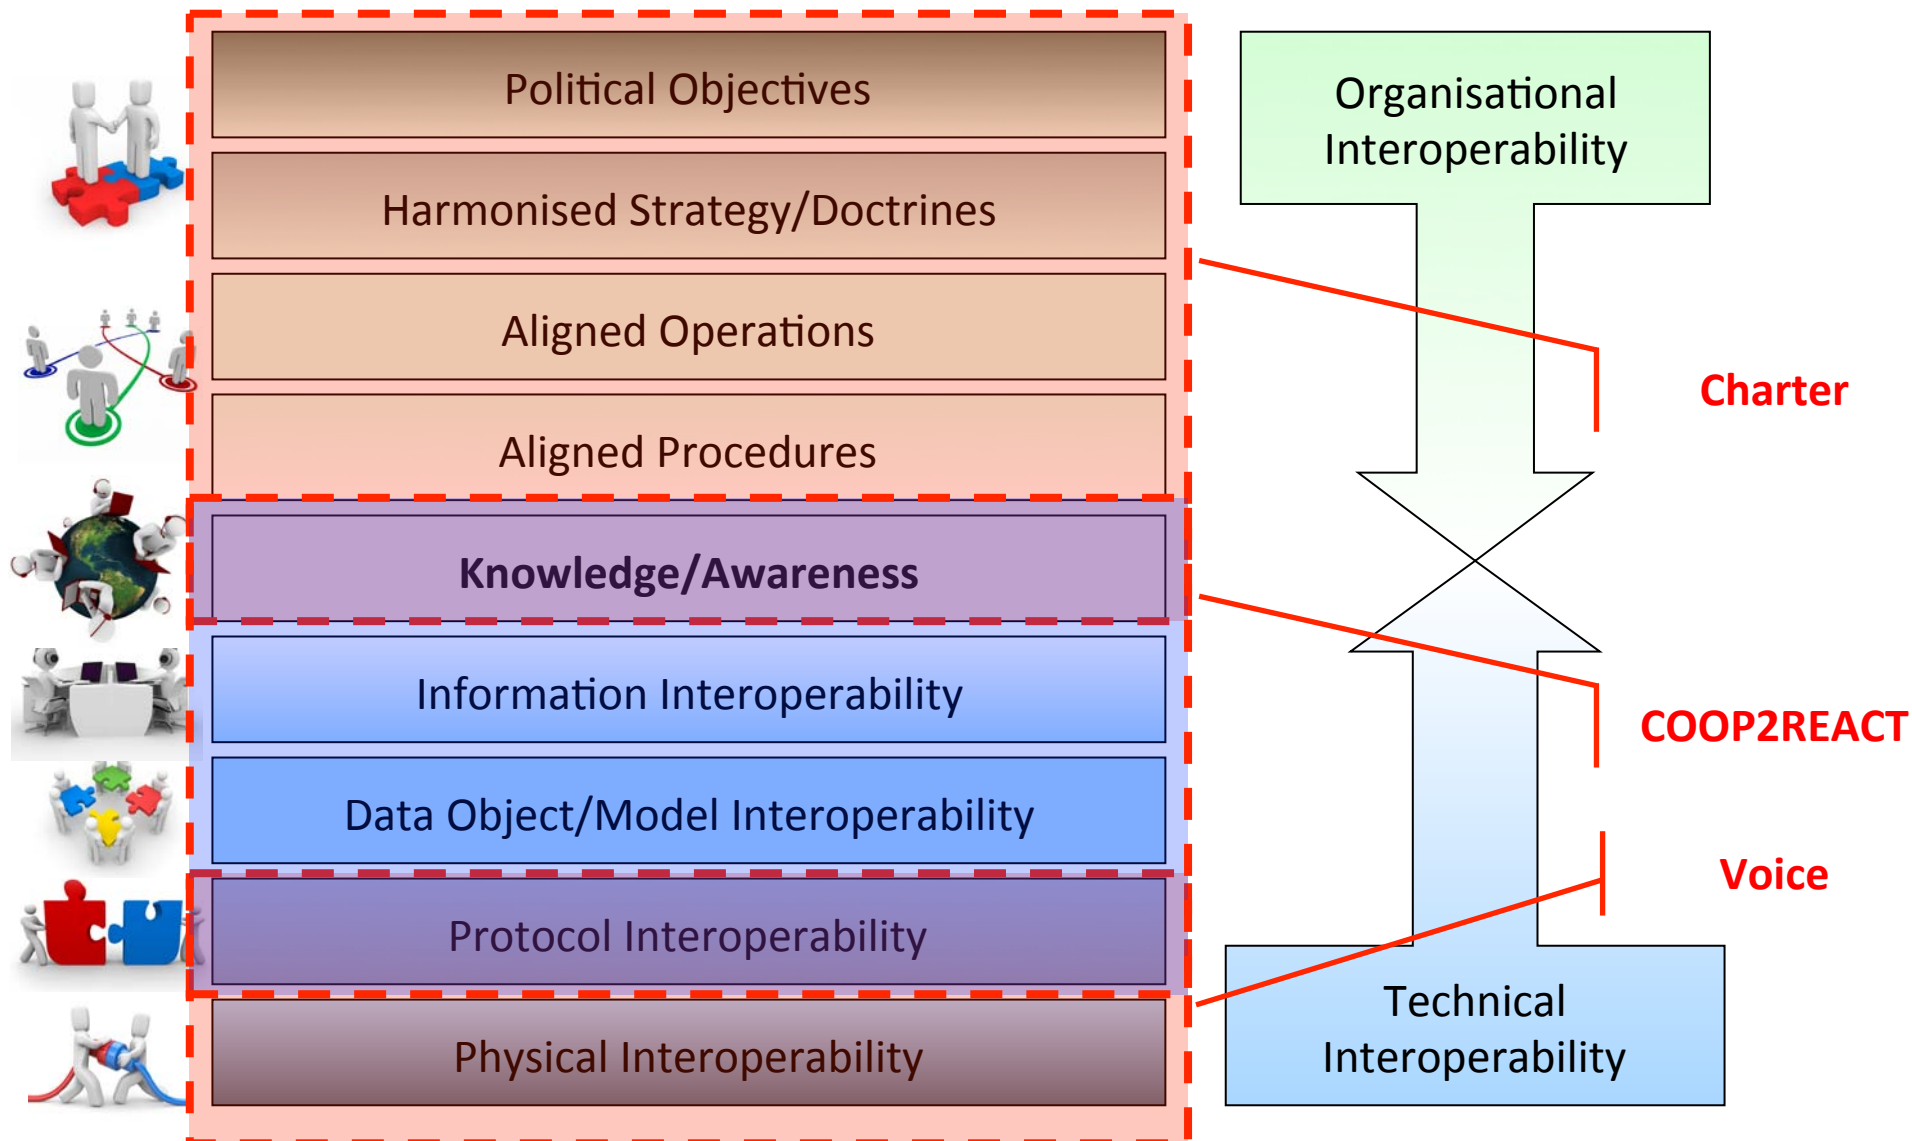 Political Objectives
Harmonised Strategy/Doctrines
Aligned Operations
Aligned Procedures
Knowledge/Awareness
Information Interoperability
Data Object/Model Interoperability
Protocol Interoperability
Physical Interoperability
Organisational
Interoperability
Charter
COOP2REACT
Voice
Technical
Interoperability